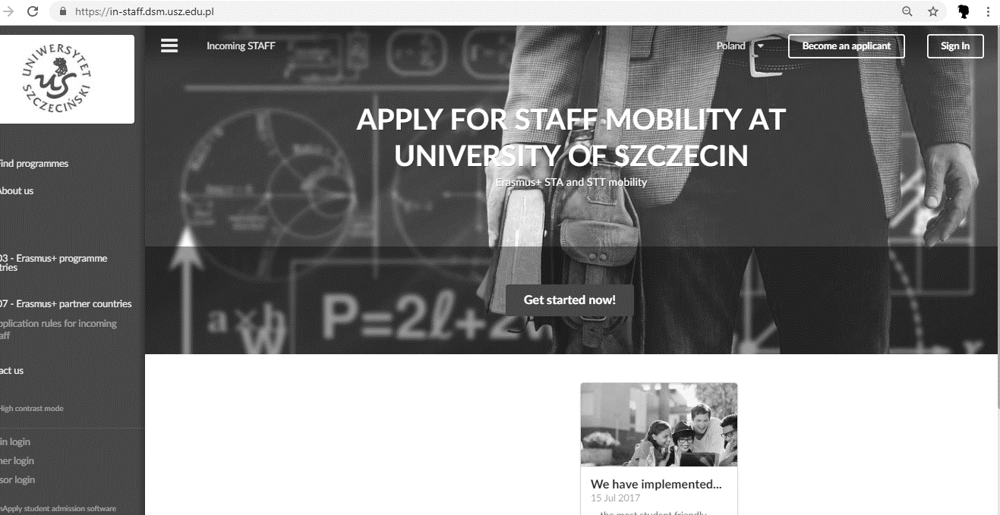 https://in-staff.dsm.usz.edu.pl
UNIWERSYTET
SZCZECIŃSKI
Incoming STAFF
Poland
Become an applicant
Sign In
APPLY FOR STAFF MOBILITY AT
UNIVERSITY OF SZCZECIN
Erasmus+ STA and STT mobility
Get started now!
a x b
W
P=2ℓ+2w
Y
Find programmes
About us
03 - Erasmus+ programme
tries
07 - Erasmus+ partner countries
pplication rules for incoming
aff
act us
High contrast mode
in login
ner login
sor login
mApply student admission software
We have implemented...
15 Jul 2017
...the most student friendly